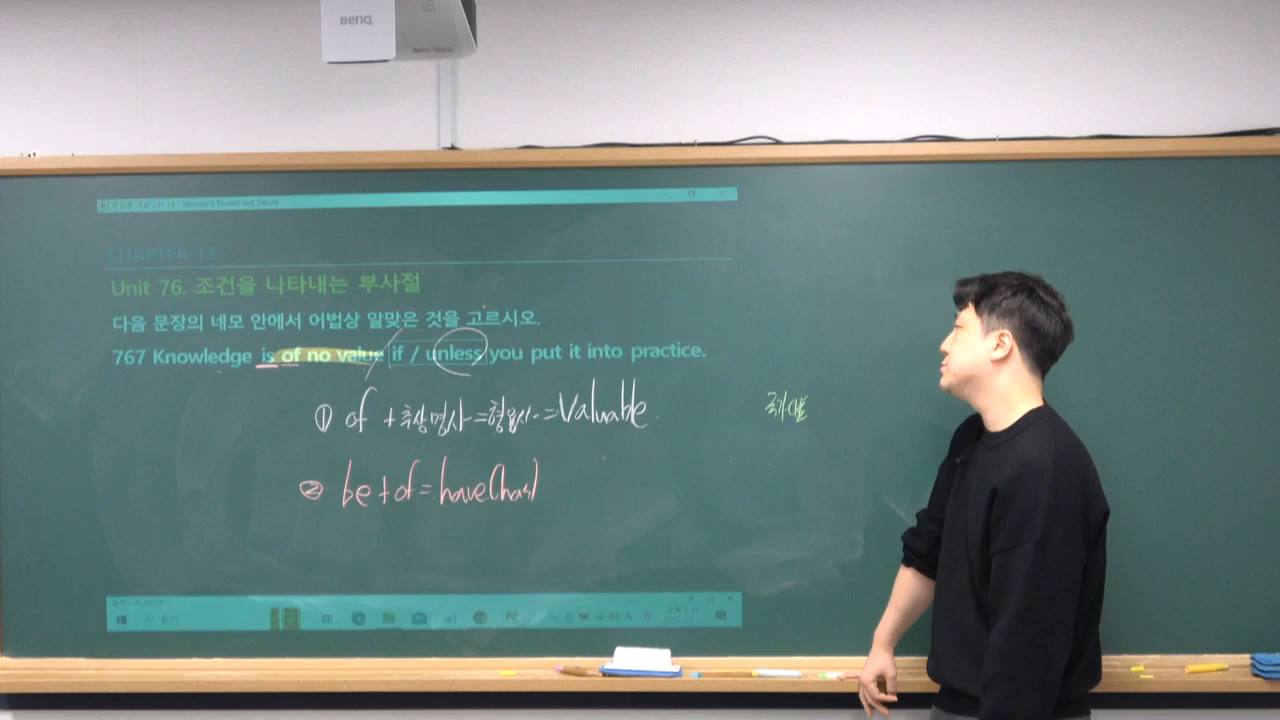 BenQ
CHAPTER 13
Unit 76. 조건을 나타내는 부사절
다음 문장의 네모 안에서 어법상 알맞은 것을 고르시오.
767 Knowledge is of no value if / unless you put it into practice.
① of + 추상명사 = 형용사 = Valuable
② be + of = have(has)